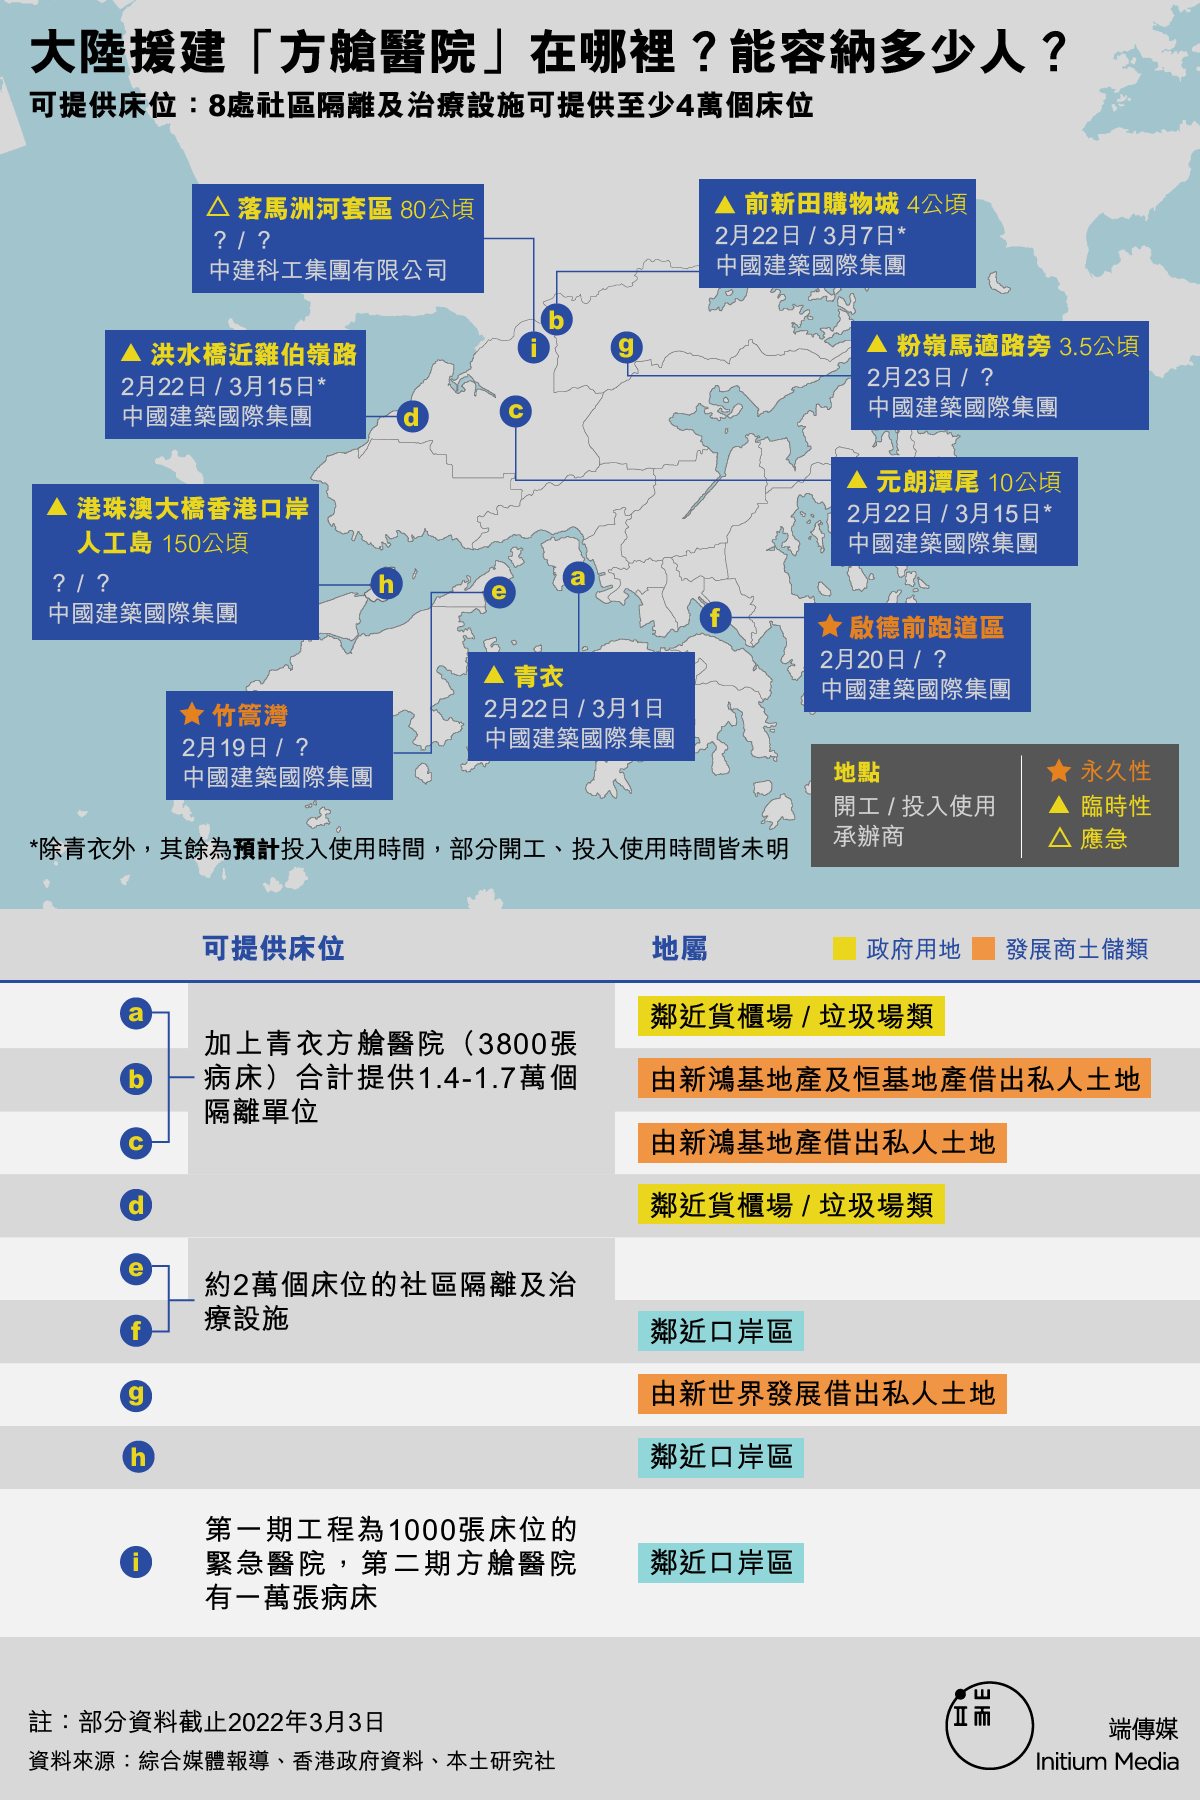 大陸援建「方艙醫院」在哪裡？能容納多少人？
可提供床位：8處社區隔離及治療設施可提供至少4萬個床位
△ 落馬洲河套區 80公頃
？/ ？
中建科工集團有限公司
▲ 前新田購物城 4公頃
2月22日 / 3月7日*
中國建築國際集團
b
i
g
▲ 洪水橋近雞伯嶺路
2月22日 / 3月15日*
中國建築國際集團
▲ 粉嶺馬適路旁 3.5公頃
2月23日 / ？
中國建築國際集團
d
c
▲ 港珠澳大橋香港口岸
人工島 150公頃
？/ ？
中國建築國際集團
▲ 元朗潭尾 10公頃
2月22日 / 3月15日*
中國建築國際集團
h
e
a
f
★ 啟德前跑道區
2月20日 / ？
中國建築國際集團
▲ 青衣
2月22日 / 3月1日
中國建築國際集團
★ 竹篙灣
2月19日 / ？
中國建築國際集團
地點
開工 / 投入使用
承辦商
★ 永久性
▲ 臨時性
△ 應急
*除青衣外，其餘為預計投入使用時間，部分開工、投入使用時間皆未明
可提供床位
地屬
政府用地
發展商土儲類
a
b
c
加上青衣方艙醫院（3800張
病床）合計提供1.4-1.7萬個
隔離單位
鄰近貨櫃場 / 垃圾場類
由新鴻基地產及恒基地產借出私人土地
由新鴻基地產借出私人土地
d
鄰近貨櫃場 / 垃圾場類
e
f
約2萬個床位的社區隔離及治
療設施
鄰近口岸區
g
由新世界發展借出私人土地
h
鄰近口岸區
i
第一期工程為1000張床位的
緊急醫院，第二期方艙醫院
有一萬張病床
鄰近口岸區
註：部分資料截止2022年3月3日
資料來源：綜合媒體報導、香港政府資料、本土研究社
端
端傳媒
Initium Media